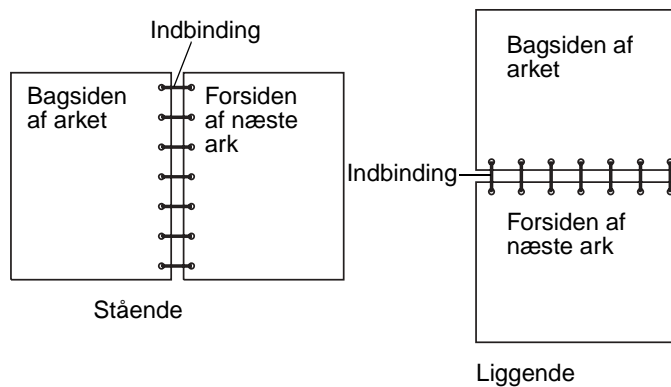 Indbinding
Bagsiden
af arket
Forsiden
af næste
ark
Stående
Bagsiden af
arket
Indbinding
Forsiden af
næste ark
Liggende